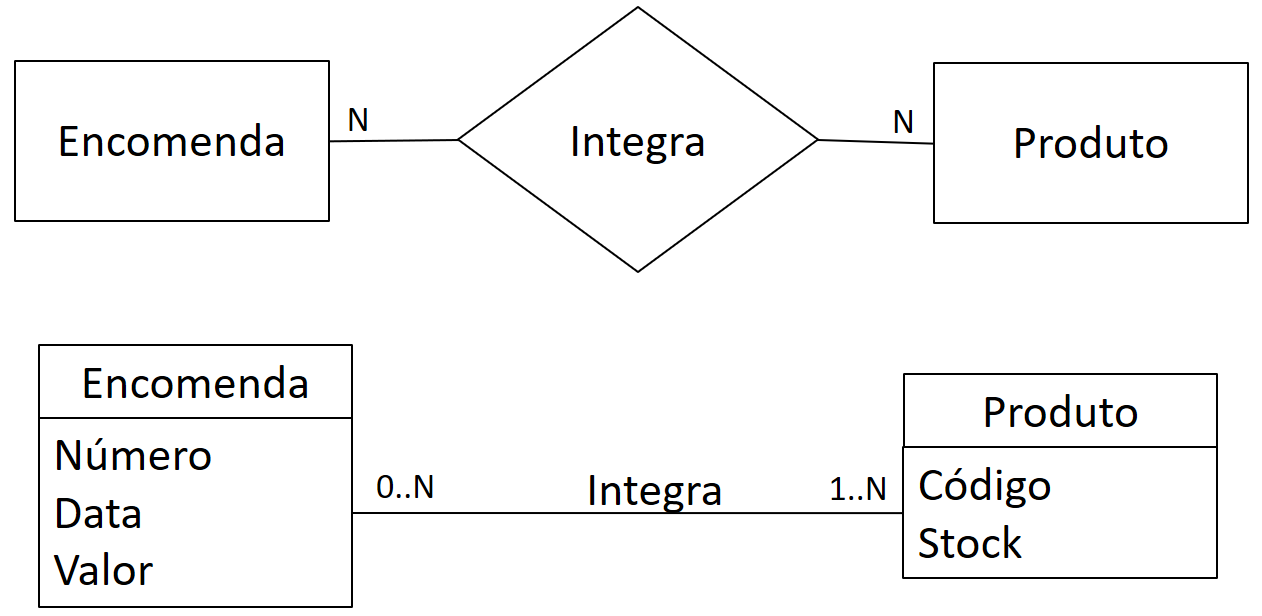 Encomenda
N
Integra
N
Produto
Encomenda
Número
Data
Valor
0..N
Integra
1..N
Produto
Código
Stock